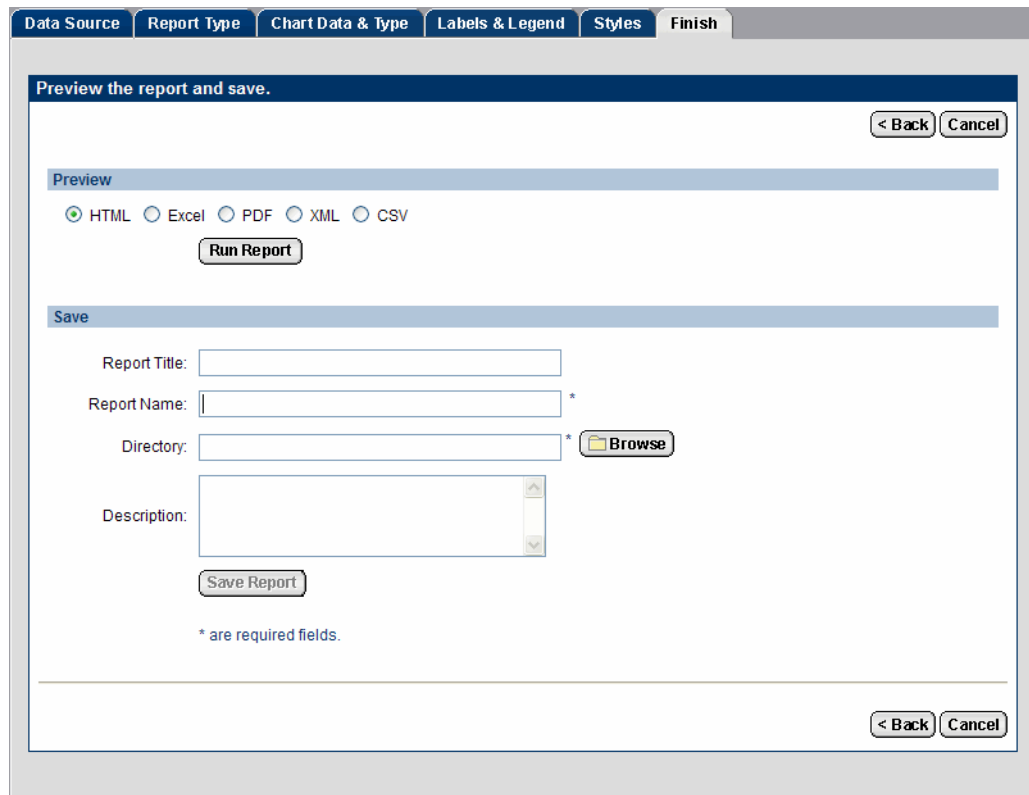 Data Source Report Type Chart Data & Type Labels & Legend Styles Finish
Preview the report and save.
< Back Cancel
Preview
HTML Excel PDF XML CSV
Run Report
Save
Report Title:
Report Name: *
Directory: * Browse
Description:
Save Report
* are required fields.
< Back Cancel